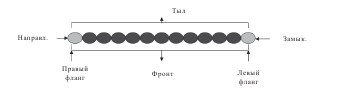 Тыл
Направл.
Замык.
Правый
фланг
Фронт
Левый
фланг